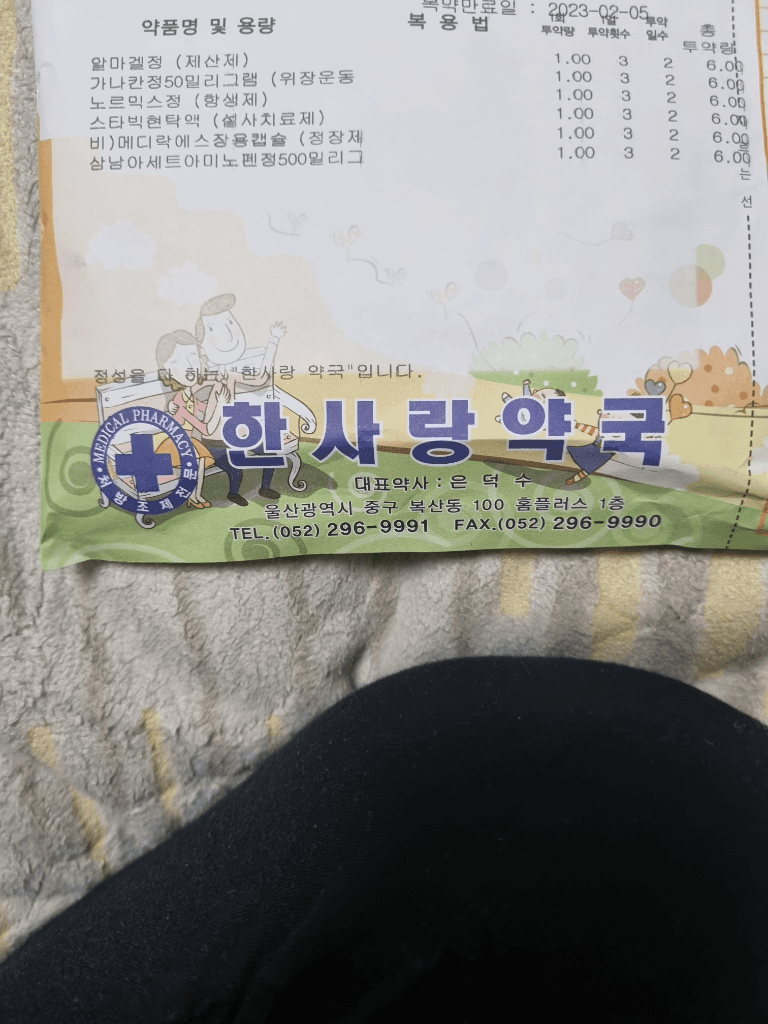 복약만료일 : 2023-02-05
약품명 및 용량 복 용 법 1회 투약량 1일 투약횟수 투약 일수 총 투약량
알마겔정 (제산제) 1.00 3 2 6.00
가나칸정50밀리그램 (위장운동 1.00 3 2 6.00
노르믹스정 (항생제) 1.00 3 2 6.00
스타빅현탁액 (설사치료제) 1.00 3 2 6.00
비)메디락에스장용캡슐 (정장제 1.00 3 2 6.00
삼남아세트아미노펜정500밀리그 1.00 3 2 6.00
는 선
정성을 다 하는 "한사랑 약국"입니다.
MEDICAL PHARMACY
처방조제전문
한사랑약국
대표약사 : 은 덕 수
울산광역시 중구 복산동 100 홈플러스 1층
TEL.(052) 296-9991 FAX.(052) 296-9990